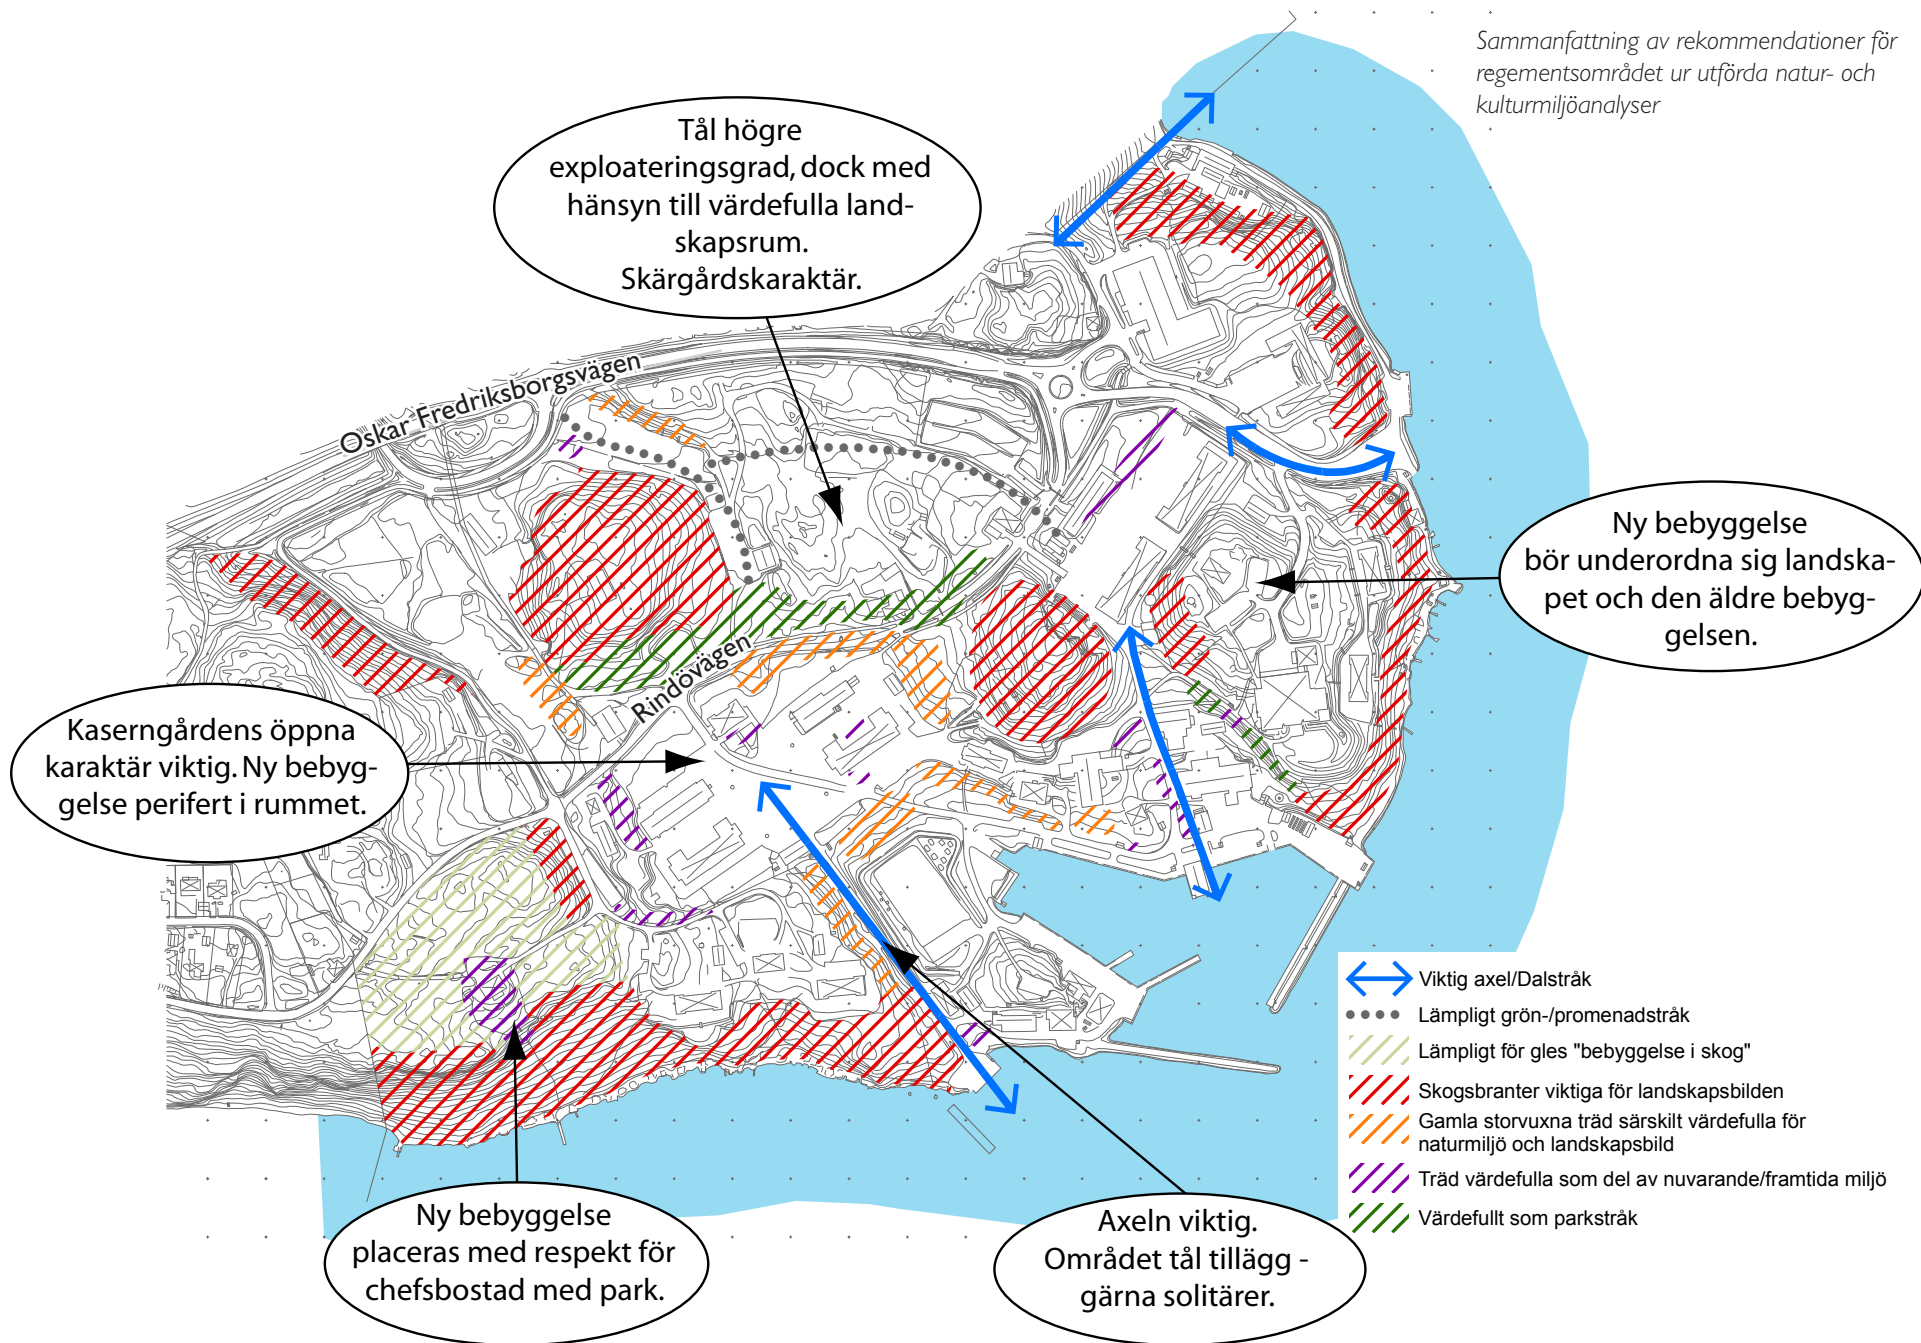 Sammanfattning av rekommendationer för
regementsområdet ur utförda natur- och
kulturmiljöanalyser
Tål högre
exploateringsgrad, dock med
hänsyn till värdefulla land-
skapsrum.
Skärgårdskaraktär.
Oskar Fredriksborgsvägen
Ny bebyggelse
bör underordna sig landska-
pet och den äldre bebyg-
gelsen.
Rindövägen
Kaserngårdens öppna
karaktär viktig. Ny bebyg-
gelse perifert i rummet.
Viktig axel/Dalstråk
Lämpligt grön-/promenadstråk
Lämpligt för gles "bebyggelse i skog"
Skogsbranter viktiga för landskapsbilden
Gamla storvuxna träd särskilt värdefulla för
naturmiljö och landskapsbild
Träd värdefulla som del av nuvarande/framtida miljö
Värdefullt som parkstråk
Ny bebyggelse
placeras med respekt för
chefsbostad med park.
Axeln viktig.
Området tål tillägg -
gärna solitärer.